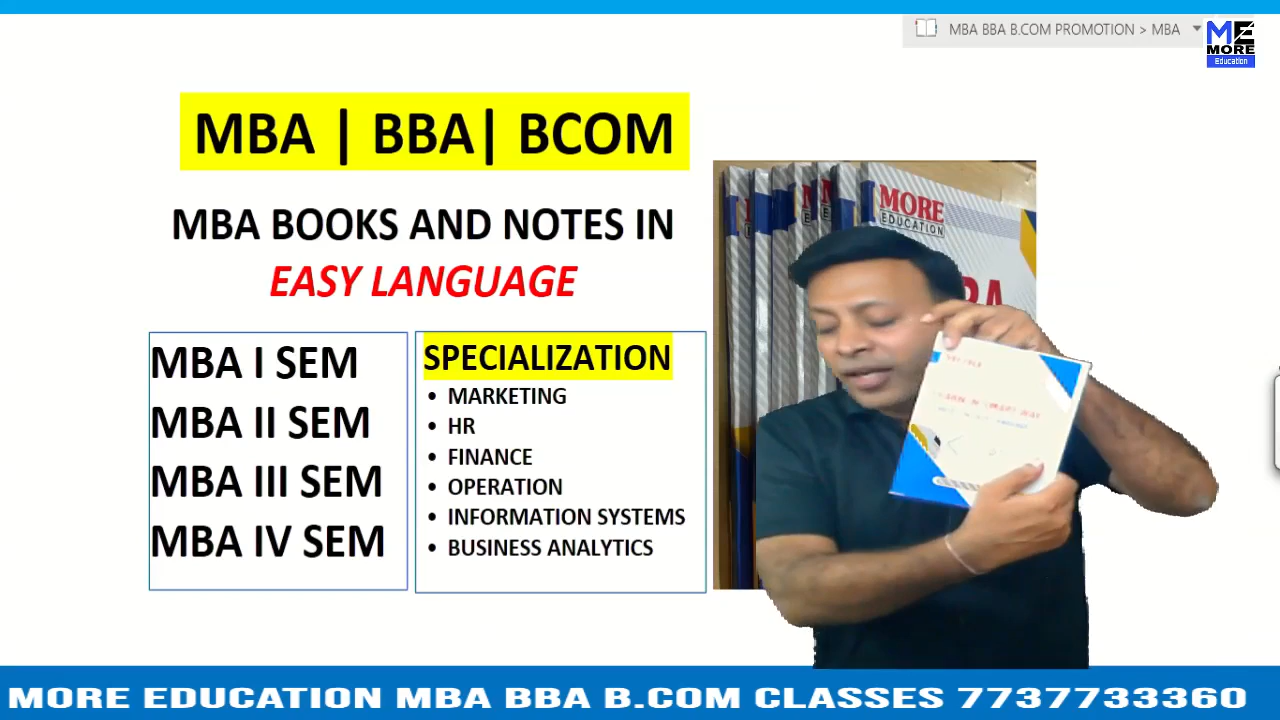 MBA BBA B.COM PROMOTION > MBA
ME
MORE
Education
MBA | BBA| BCOM
MBA BOOKS AND NOTES IN
EASY LANGUAGE
MBA I SEM
MBA II SEM
MBA III SEM
MBA IV SEM
SPECIALIZATION
• MARKETING
• HR
• FINANCE
• OPERATION
• INFORMATION SYSTEMS
• BUSINESS ANALYTICS
MORE
EDUCATION
MORE EDUCATION MBA BBA B.COM CLASSES 7737733360